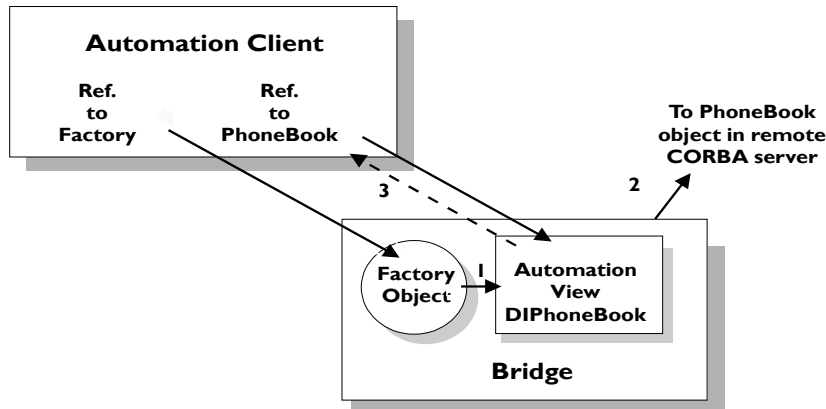 Automation Client
Ref.
to
Factory
Ref.
to
PhoneBook
To PhoneBook
object in remote
CORBA server
3
2
Factory
Object
1
Automation
View
DIPhoneBook
Bridge